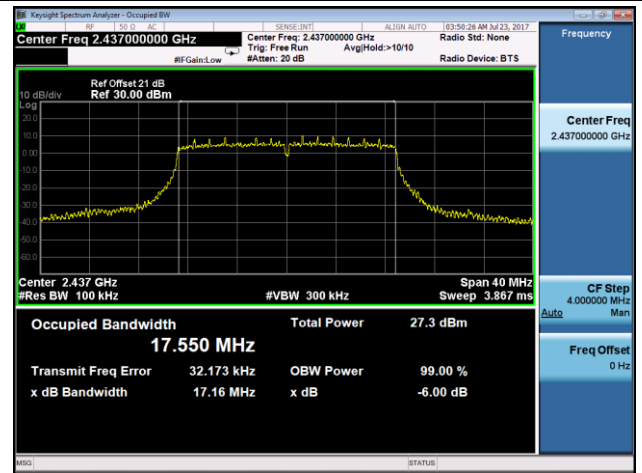 Keysight Spectrum Analyzer - Occupied BW
RF 50 Ω AC SENSE:INT ALIGN AUTO 03:50:26 AM Jul 23, 2017
Center Freq 2.437000000 GHz Center Freq: 2.437000000 GHz Radio Std: None
Trig: Free Run Avg|Hold:>10/10
#IFGain:Low #Atten: 20 dB Radio Device: BTS
Ref Offset 21 dB
10 dB/div Ref 30.00 dBm
Log
20.0
10.0
0.00
-10.0
-20.0
-30.0
-40.0
-50.0
-60.0
Center 2.437 GHz Span 40 MHz
#Res BW 100 kHz #VBW 300 kHz Sweep 3.867 ms
Occupied Bandwidth Total Power 27.3 dBm
17.550 MHz
Transmit Freq Error 32.173 kHz OBW Power 99.00 %
x dB Bandwidth 17.16 MHz x dB -6.00 dB
MSG STATUS
Frequency
Center Freq
2.437000000 GHz
CF Step
4.000000 MHz
Auto Man
Freq Offset
0 Hz